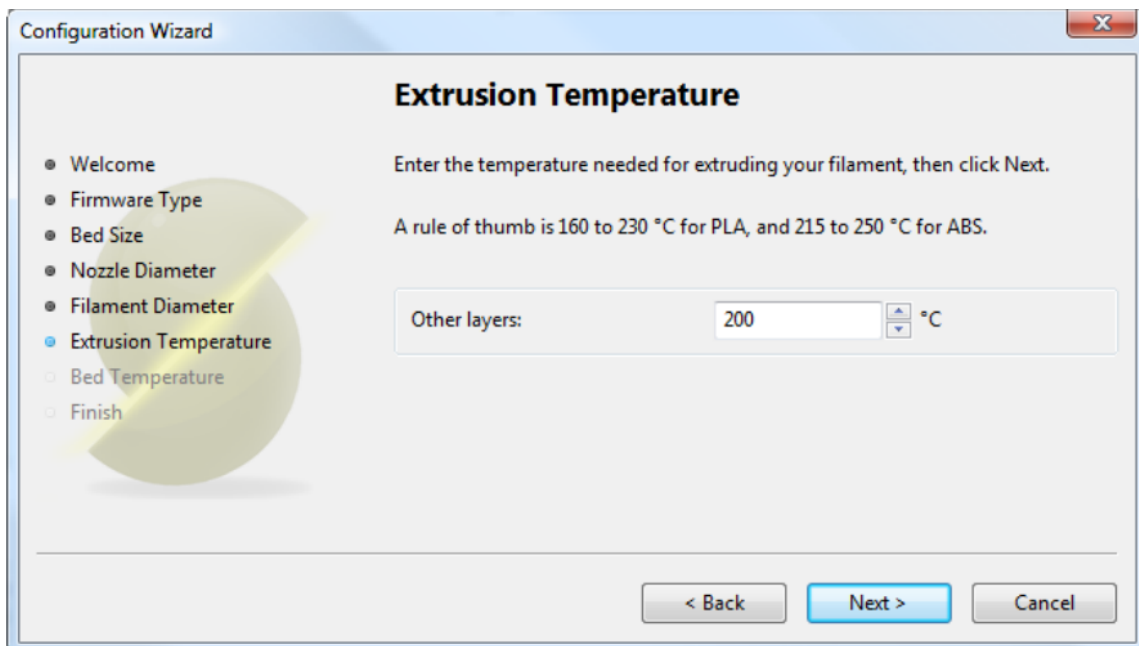 Configuration Wizard
Extrusion Temperature
Welcome
Firmware Type
Bed Size
Nozzle Diameter
Filament Diameter
Extrusion Temperature
Bed Temperature
Finish
Enter the temperature needed for extruding your filament, then click Next.
A rule of thumb is 160 to 230 °C for PLA, and 215 to 250 °C for ABS.
Other layers: 200 °C
< Back Next > Cancel